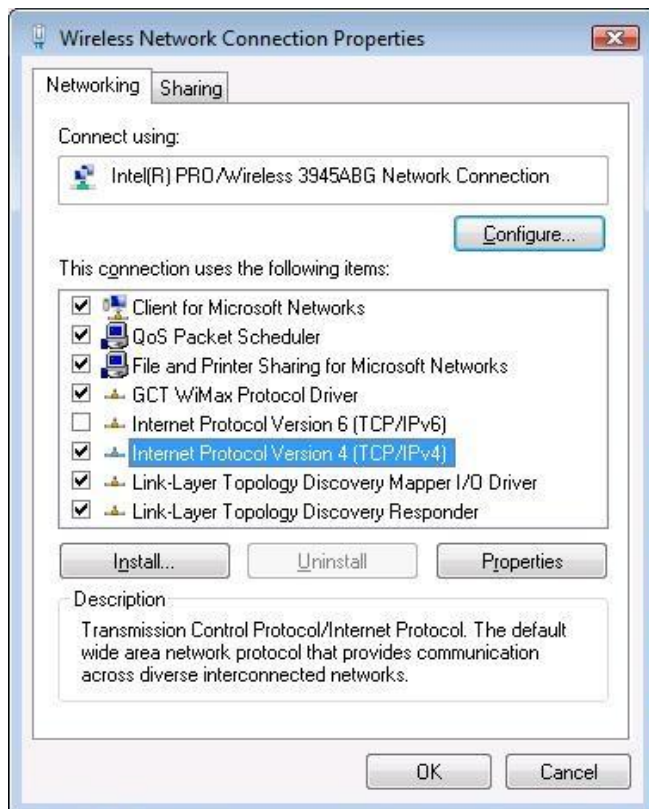 Wireless Network Connection Properties
Networking
Sharing
Connect using:
Intel(R) PRO/Wireless 3945ABG Network Connection
Configure...
This connection uses the following items:
Client for Microsoft Networks
QoS Packet Scheduler
File and Printer Sharing for Microsoft Networks
GCT WiMax Protocol Driver
Internet Protocol Version 6 (TCP/IPv6)
Internet Protocol Version 4 (TCP/IPv4)
Link-Layer Topology Discovery Mapper I/O Driver
Link-Layer Topology Discovery Responder
Install...
Uninstall
Properties
Description
Transmission Control Protocol/Internet Protocol. The default
wide area network protocol that provides communication
across diverse interconnected networks.
OK
Cancel